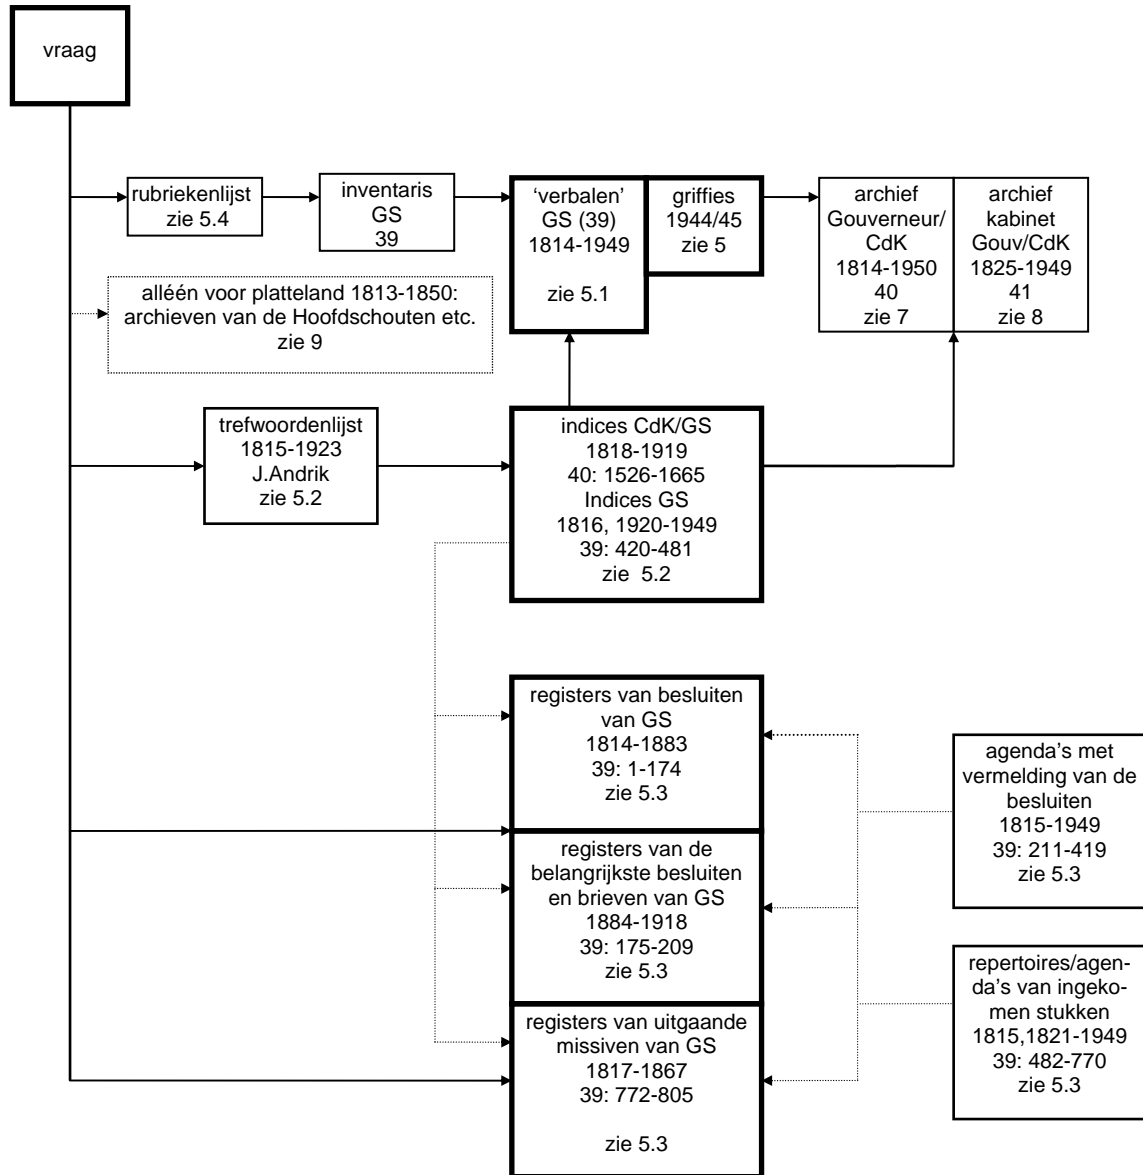 vraag
rubriekenlijst
zie 5.4
inventaris
GS
39
‘verbalen’
GS (39)
1814-1949
zie 5.1
griffies
1944/45
zie 5
archief
Gouverneur/
CdK
1814-1950
40
zie 7
archief
kabinet
Gouv/CdK
1825-1949
41
zie 8
alléén voor platteland 1813-1850:
archieven van de Hoofdschouten etc.
zie 9
trefwoordenlijst
1815-1923
J.Andrik
zie 5.2
indices CdK/GS
1818-1919
40: 1526-1665
Indices GS
1816, 1920-1949
39: 420-481
zie 5.2
registers van besluiten
van GS
1814-1883
39: 1-174
zie 5.3
agenda’s met
vermelding van de
besluiten
1815-1949
39: 211-419
zie 5.3
registers van de
belangrijkste besluiten
en brieven van GS
1884-1918
39: 175-209
zie 5.3
repertoires/agen-
da’s van ingeko-
men stukken
1815,1821-1949
39: 482-770
zie 5.3
registers van uitgaande
missiven van GS
1817-1867
39: 772-805
zie 5.3